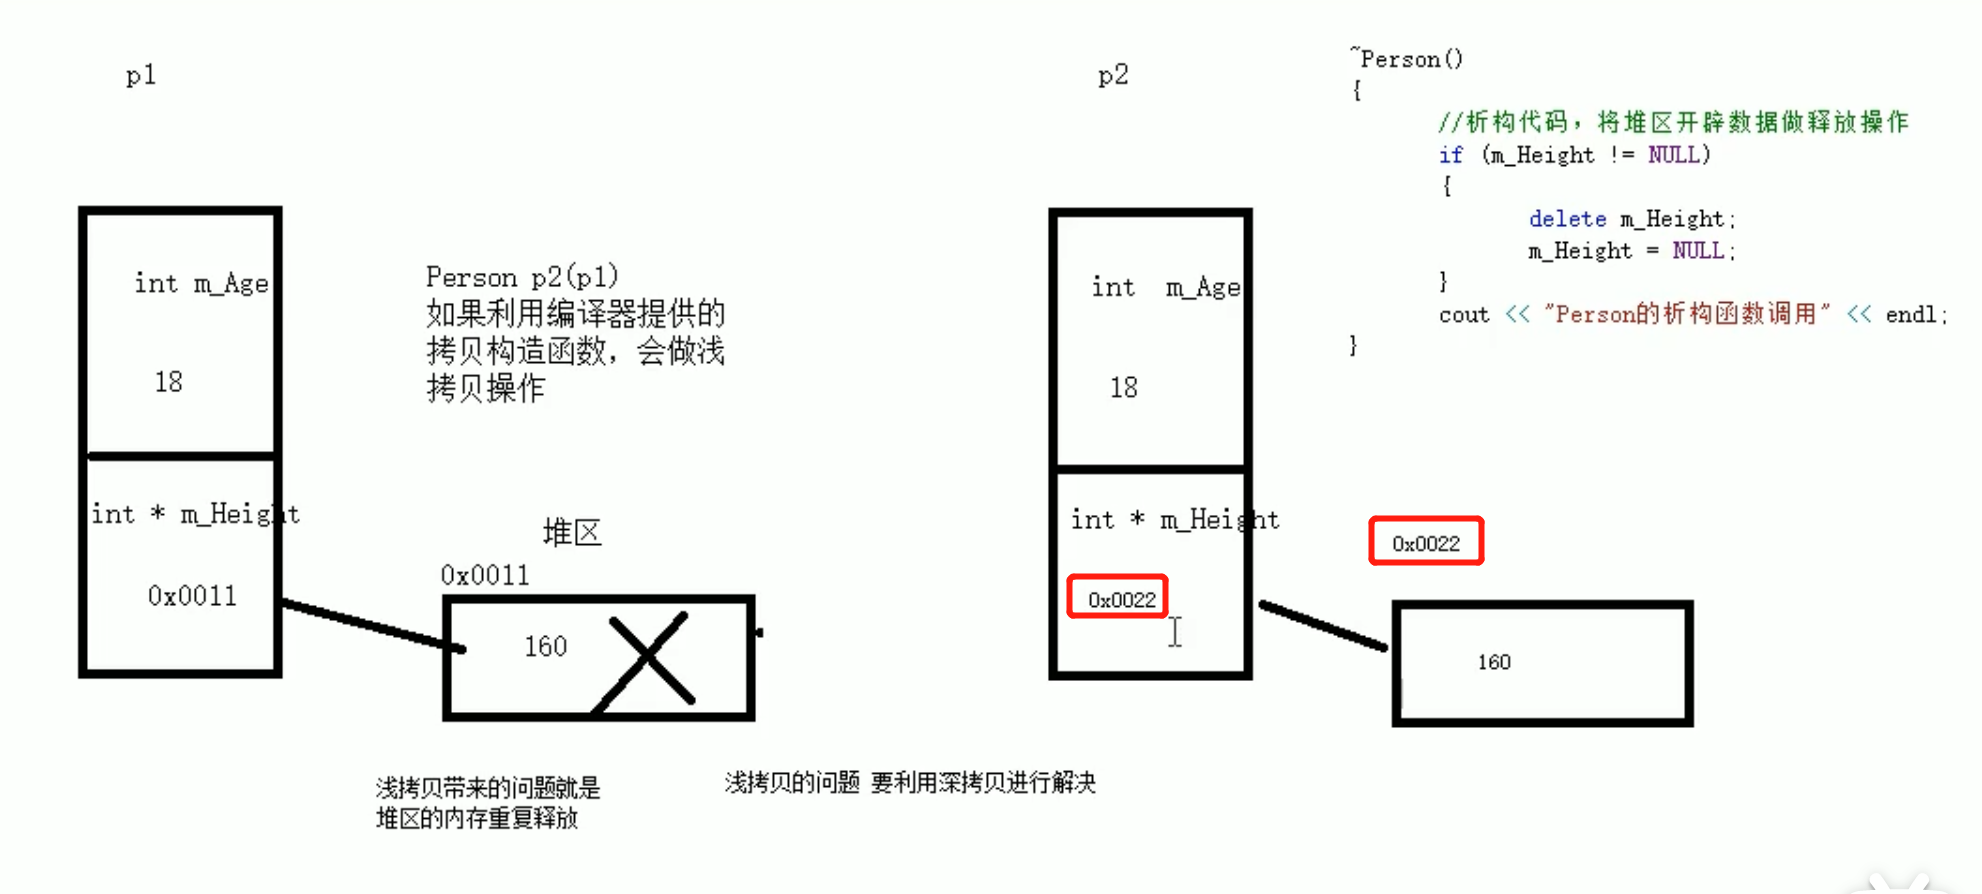 p1
p2
~Person()
{
//析构代码，将堆区开辟数据做释放操作
if (m_Height != NULL)
{
delete m_Height;
m_Height = NULL;
}
cout << "Person的析构函数调用" << endl;
}
int m_Age
18
int * m_Height
0x0011
Person p2(p1)
如果利用编译器提供的
拷贝构造函数，会做浅
拷贝操作
堆区
0x0011
160
int m_Age
18
int * m_Height
0x0022
0x0022
160
浅拷贝带来的问题就是
堆区的内存重复释放
浅拷贝的问题 要利用深拷贝进行解决